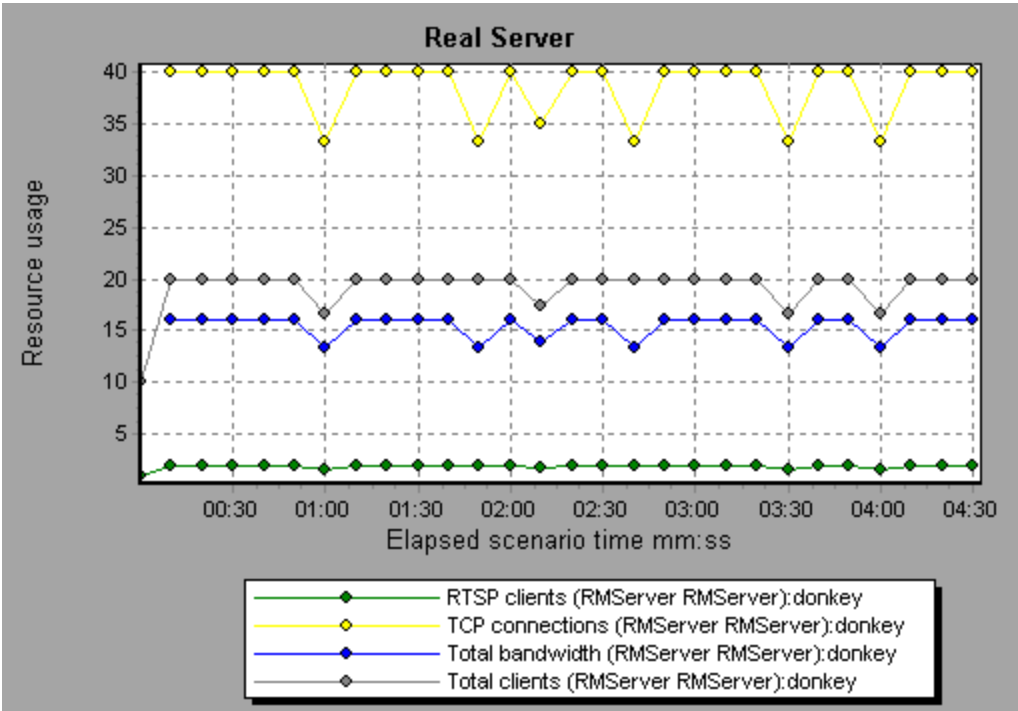 Real Server
40
35
30
25
20
15
10
5
Resource usage
00:30 01:00 01:30 02:00 02:30 03:00 03:30 04:00 04:30
Elapsed scenario time mm:ss
RTSP clients (RMServer RMServer):donkey
TCP connections (RMServer RMServer):donkey
Total bandwidth (RMServer RMServer):donkey
Total clients (RMServer RMServer):donkey